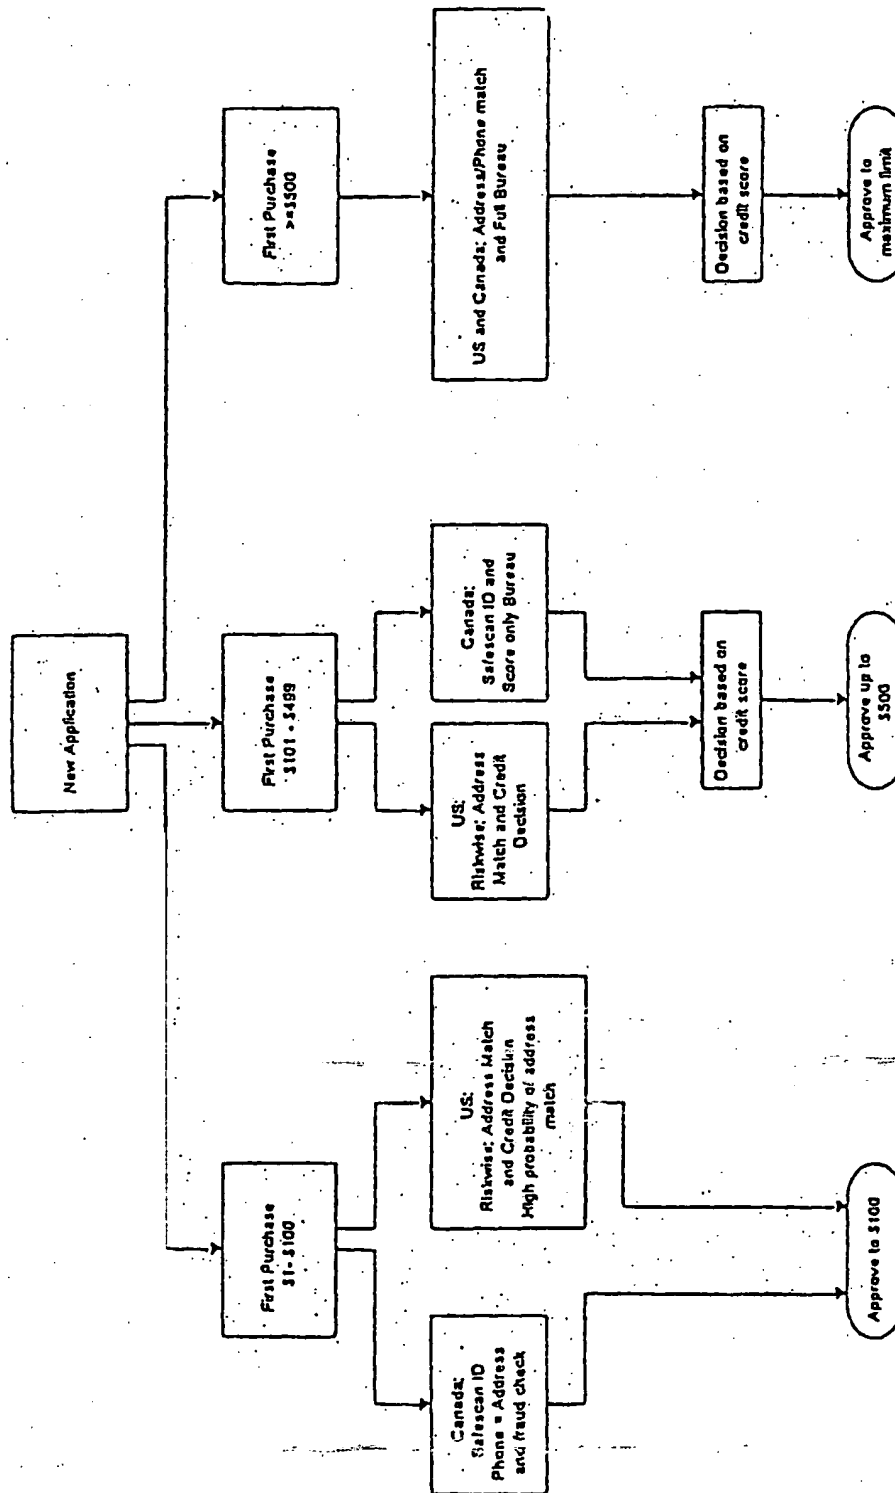 New Application
First Purchase
$1 - $100
First Purchase
$101 - $499
First Purchase
>=$500
Canada;
Safescan ID
Phone = Address
and fraud check
US;
Riskwise; Address Match
and Credit Decision
High probability of address
match
US;
Riskwise; Address
Match and Credit
Decision
Canada;
Safescan ID and
Score only Bureau
US and Canada; Address/Phone match
and Full Bureau
Decision based on
credit score
Decision based on
credit score
Approve to $100
Approve up to
$500
Approve to
maximum limit